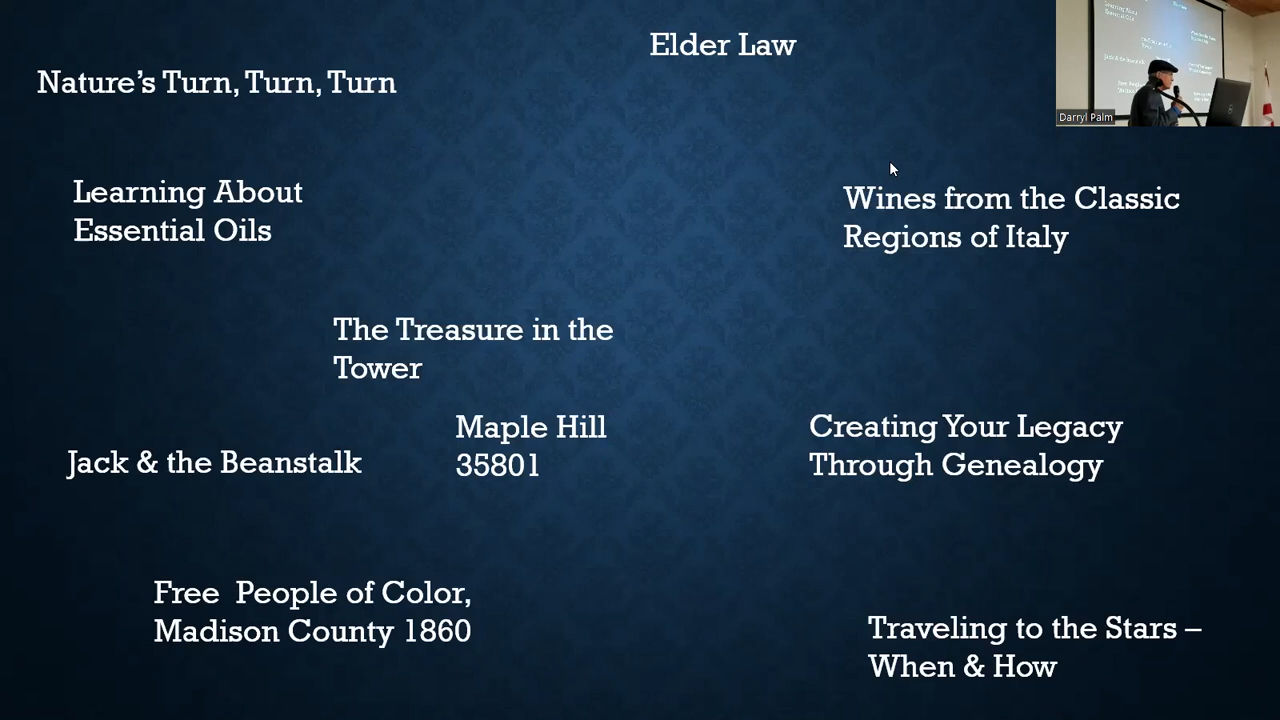 Elder Law
Nature's Turn, Turn, Turn
Learning About
Essential Oils
Wines from the Classic
Regions of Italy
The Treasure in the
Tower
Maple Hill
35801
Jack & the Beanstalk
Creating Your Legacy
Through Genealogy
Free  People of Color,
Madison County 1860
Traveling to the Stars –
When & How
Darryl Palm